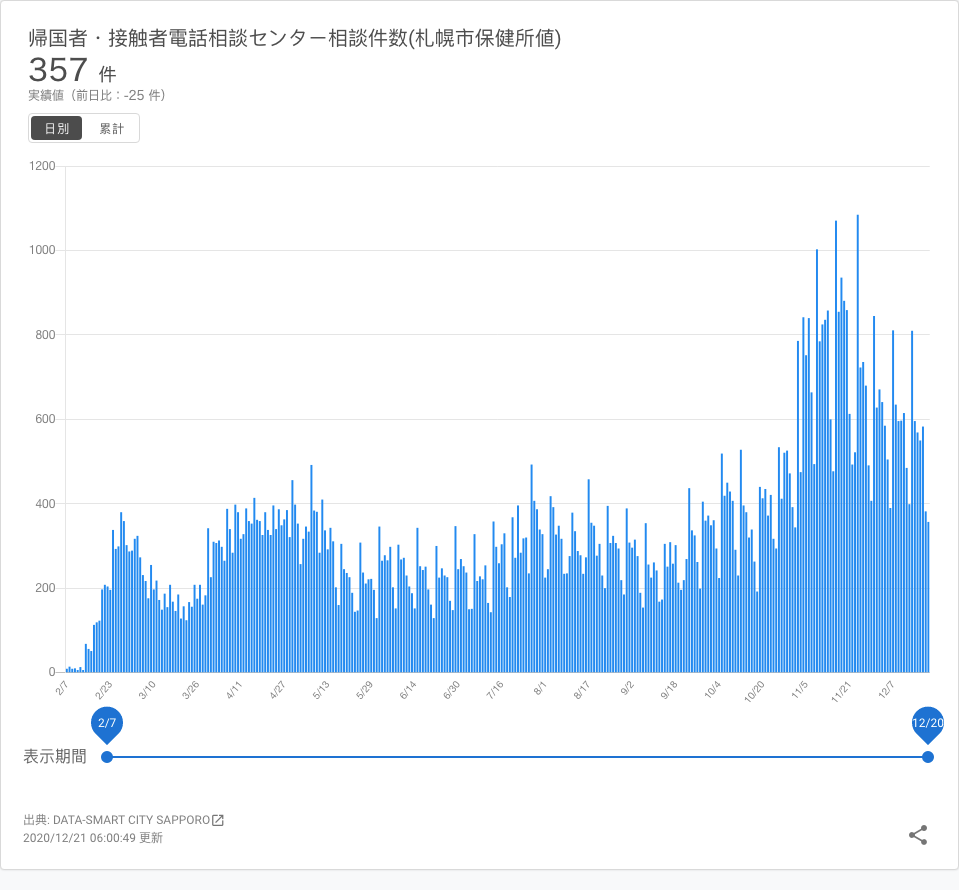 帰国者・接触者電話相談センター相談件数(札幌市保健所値)
357 件
実績値（前日比：-25 件）
日別 累計
1200
1000
800
600
400
200
0
2/7 2/23 3/10 3/26 4/11 4/27 5/13 5/29 6/14 6/30 7/16 8/1 8/17 9/2 9/18 10/4 10/20 11/5 11/21 12/7
2/7 12/20
表示期間
出典: DATA-SMART CITY SAPPORO
2020/12/21 06:00:49 更新